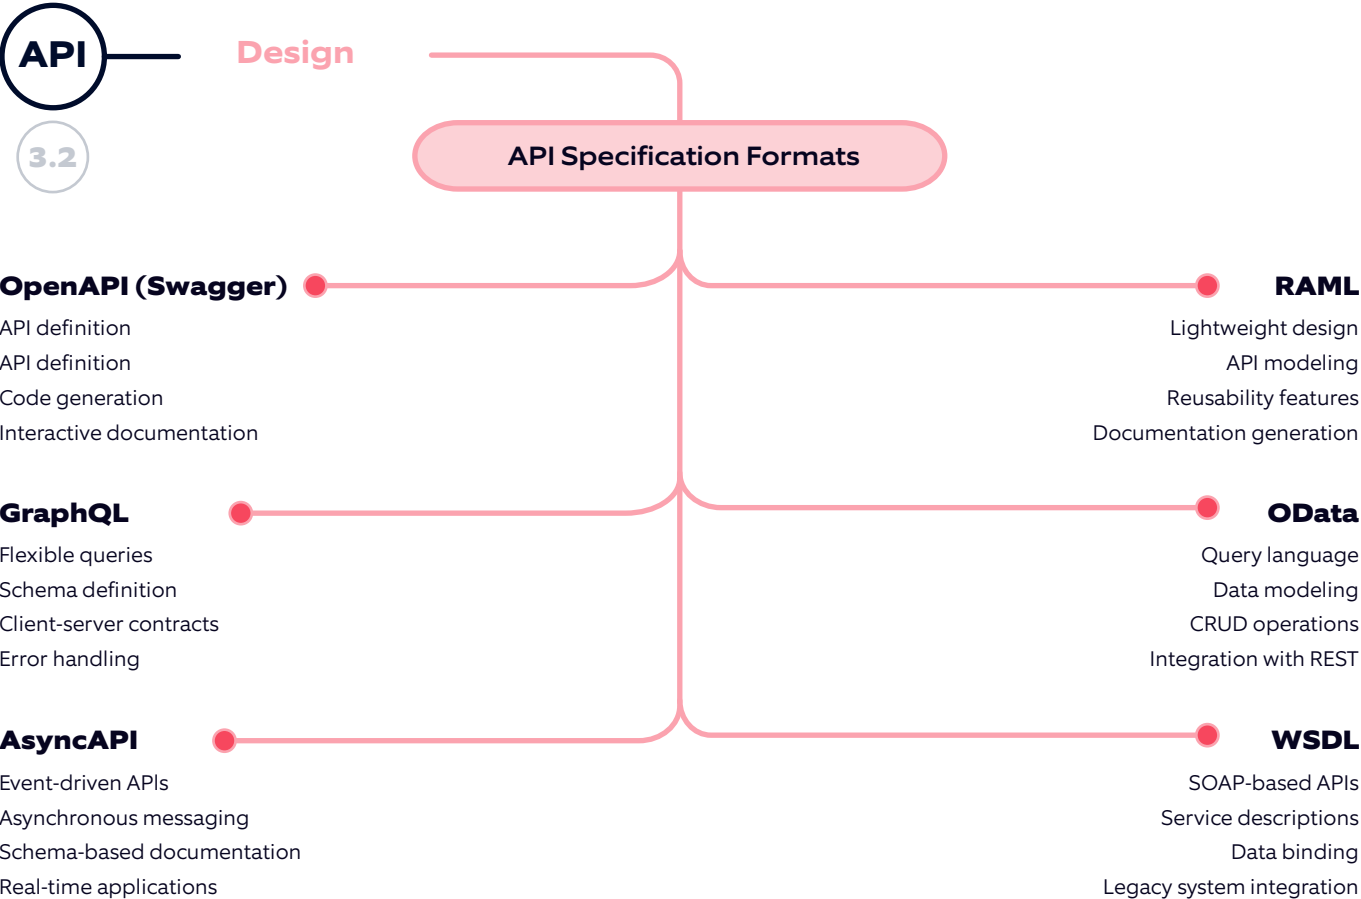 API
Design
3.2
API Specification Formats
OpenAPI (Swagger)
API definition
API definition
Code generation
Interactive documentation
RAML
Lightweight design
API modeling
Reusability features
Documentation generation
GraphQL
Flexible queries
Schema definition
Client-server contracts
Error handling
OData
Query language
Data modeling
CRUD operations
Integration with REST
AsyncAPI
Event-driven APIs
Asynchronous messaging
Schema-based documentation
Real-time applications
WSDL
SOAP-based APIs
Service descriptions
Data binding
Legacy system integration